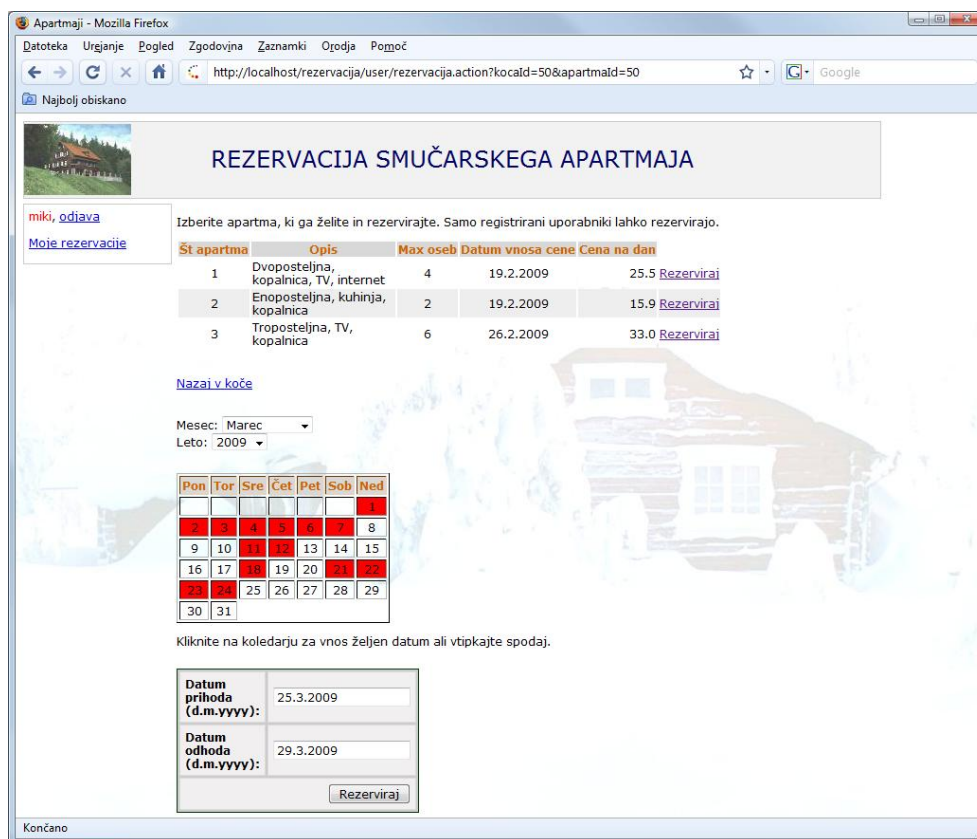 Apartmaji - Mozilla Firefox
Datoteka Urejanje Pogled Zgodovina Zaznamki Orodja Pomoč
http://localhost/rezervacija/user/rezervacija.action?kocaId=50&apartmaId=50
G Google
Najbolj obiskano
REZERVACIJA SMUČARSKEGA APARTMAJA
miki, odjava
Moje rezervacije
Izberite apartma, ki ga želite in rezervirajte. Samo registrirani uporabniki lahko rezervirajo.
Št apartma Opis Max oseb Datum vnosa cene Cena na dan
1 Dvoposteljna, kopalnica, TV, internet 4 19.2.2009 25.5 Rezerviraj
2 Enoposteljna, kuhinja, kopalnica 2 19.2.2009 15.9 Rezerviraj
3 Troposteljna, TV, kopalnica 6 26.2.2009 33.0 Rezerviraj
Nazaj v koče
Mesec: Marec
Leto: 2009
Pon Tor Sre Čet Pet Sob Ned
1
2 3 4 5 6 7 8
9 10 11 12 13 14 15
16 17 18 19 20 21 22
23 24 25 26 27 28 29
30 31
Kliknite na koledarju za vnos željen datum ali vtipkajte spodaj.
Datum prihoda (d.m.yyyy): 25.3.2009
Datum odhoda (d.m.yyyy): 29.3.2009
Rezerviraj
Končano